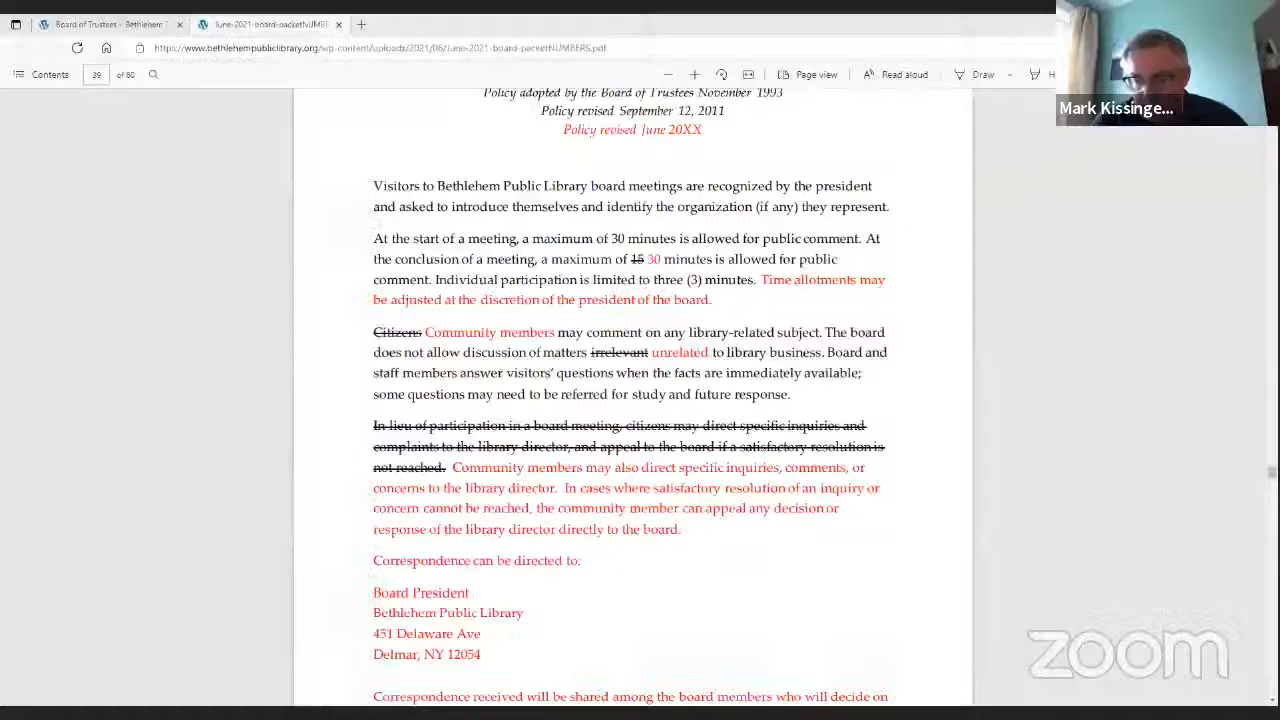 Board of Trustees - Bethlehem
June-2021-board-packetNUMBE
https://www.bethlehempubliclibrary.org/wp-content/uploads/2021/06/June-2021-board-packetNUMBERS.pdf
Contents 39 of 60 Page view Read aloud Draw
Mark Kissinge...
Policy adopted by the Board of Trustees November 1993
Policy revised September 12, 2011
Policy revised June 20XX
Visitors to Bethlehem Public Library board meetings are recognized by the president
and asked to introduce themselves and identify the organization (if any) they represent.
At the start of a meeting, a maximum of 30 minutes is allowed for public comment. At
the conclusion of a meeting, a maximum of 15 30 minutes is allowed for public
comment. Individual participation is limited to three (3) minutes. Time allotments may
be adjusted at the discretion of the president of the board.
Citizens Community members may comment on any library-related subject. The board
does not allow discussion of matters irrelevant unrelated to library business. Board and
staff members answer visitors' questions when the facts are immediately available;
some questions may need to be referred for study and future response.
In lieu of participation in a board meeting, citizens may direct specific inquiries and
complaints to the library director, and appeal to the board if a satisfactory resolution is
not reached. Community members may also direct specific inquiries, comments, or
concerns to the library director. In cases where satisfactory resolution of an inquiry or
concern cannot be reached, the community member can appeal any decision or
response of the library director directly to the board.
Correspondence can be directed to:
Board President
Bethlehem Public Library
451 Delaware Ave
Delmar, NY 12054
Correspondence received will be shared among the board members who will decide on
zoom